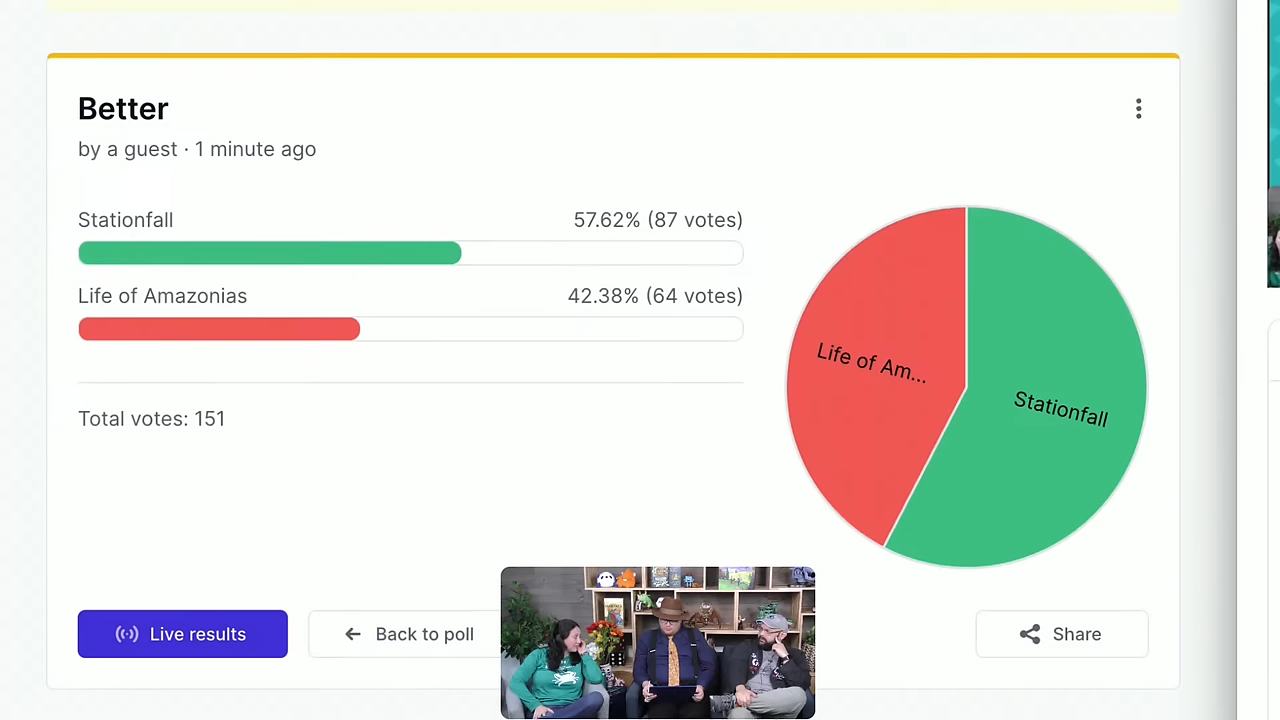 Better
by a guest · 1 minute ago
Stationfall
57.62% (87 votes)
Life of Amazonias
42.38% (64 votes)
Total votes: 151
Life of Am...
Stationfall
Live results
Back to poll
Share